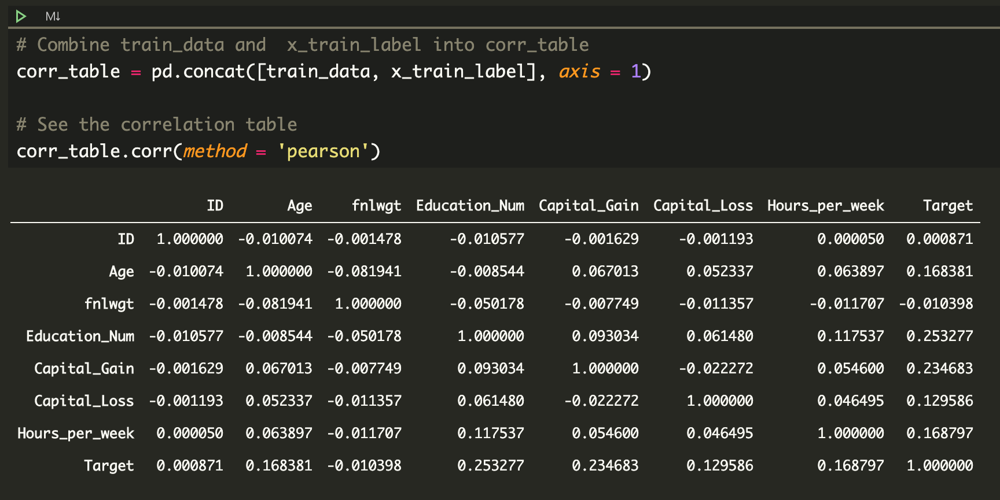 M↓
# Combine train_data and  x_train_label into corr_table
corr_table = pd.concat([train_data, x_train_label], axis = 1)
# See the correlation table
corr_table.corr(method = 'pearson')
ID Age fnlwgt Education_Num Capital_Gain Capital_Loss Hours_per_week Target
ID 1.000000 -0.010074 -0.001478 -0.010577 -0.001629 -0.001193 0.000050 0.000871
Age -0.010074 1.000000 -0.081941 -0.008544 0.067013 0.052337 0.063897 0.168381
fnlwgt -0.001478 -0.081941 1.000000 -0.050178 -0.007749 -0.011357 -0.011707 -0.010398
Education_Num -0.010577 -0.008544 -0.050178 1.000000 0.093034 0.061480 0.117537 0.253277
Capital_Gain -0.001629 0.067013 -0.007749 0.093034 1.000000 -0.022272 0.054600 0.234683
Capital_Loss -0.001193 0.052337 -0.011357 0.061480 -0.022272 1.000000 0.046495 0.129586
Hours_per_week 0.000050 0.063897 -0.011707 0.117537 0.054600 0.046495 1.000000 0.168797
Target 0.000871 0.168381 -0.010398 0.253277 0.234683 0.129586 0.168797 1.000000